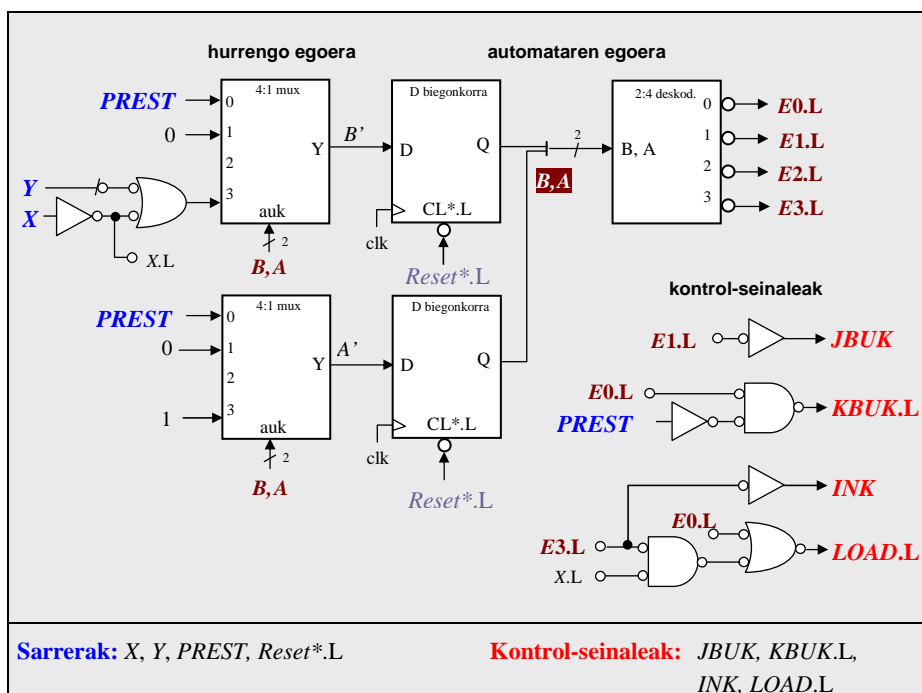 hurrengo egoera automataren egoera
4:1 mux D biegonkorra 2:4 deskod.
PREST 0 0 E0.L
0 1 Y B' D Q 2 B, A 1 E1.L
2 2 E2.L
Y 3 B,A 3 E3.L
X auk CL*.L
clk
2
X.L B,A Reset*.L
kontrol-seinaleak
4:1 mux D biegonkorra
PREST 0
0 1 Y A' D Q E1.L JBUK
2
1 3 E0.L KBUK.L
auk CL*.L PREST
clk
2
B,A INK
Reset*.L E0.L
E3.L LOAD.L
X.L
Sarrerak: X, Y, PREST, Reset*.L Kontrol-seinaleak: JBUK, KBUK.L,
INK, LOAD.L